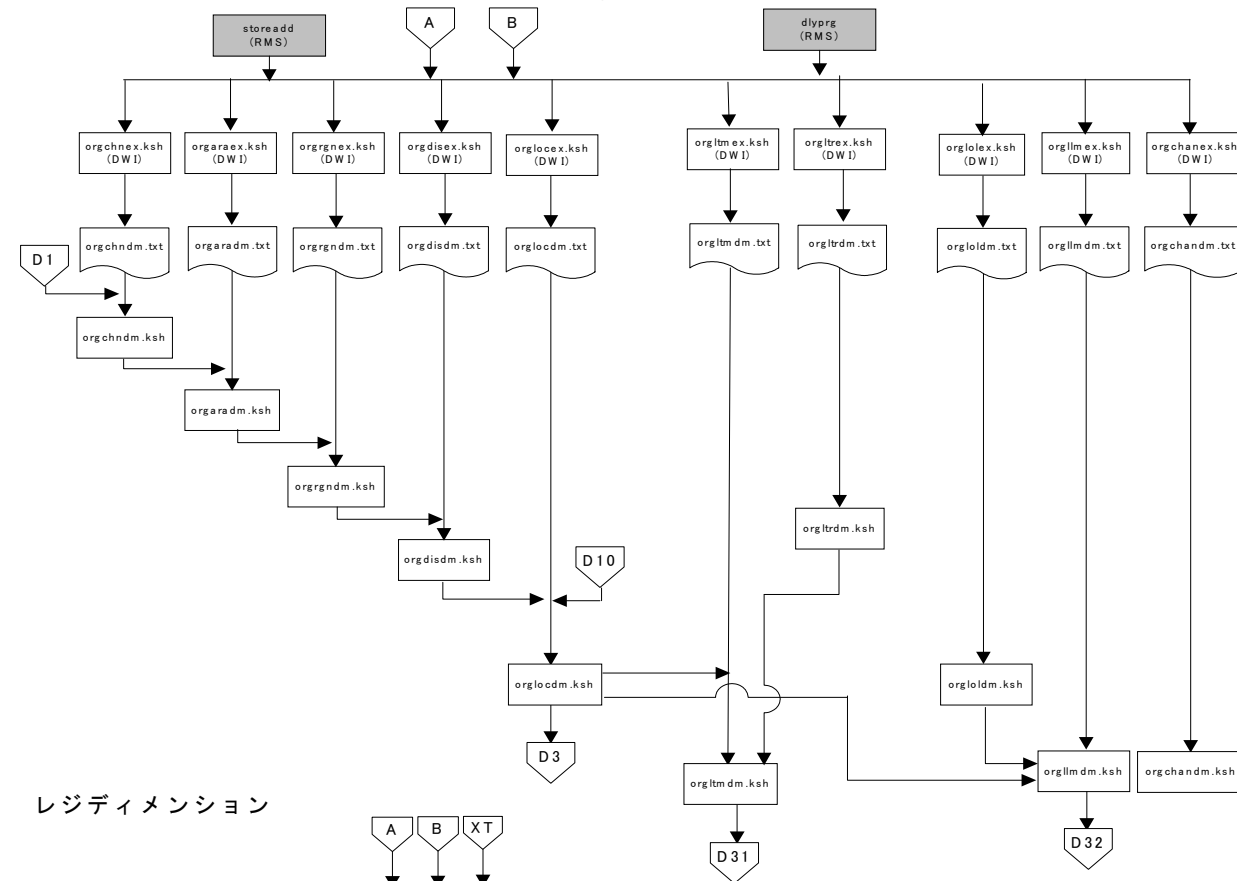 storeadd
(RMS)
A
B
dlyprg
(RMS)
orgchnex.ksh
(DWI)
orgaraex.ksh
(DWI)
orgrgnex.ksh
(DWI)
orgdisex.ksh
(DWI)
orglocex.ksh
(DWI)
orgltmex.ksh
(DWI)
orgltrex.ksh
(DWI)
orglolex.ksh
(DWI)
orgllmex.ksh
(DWI)
orgchanex.ksh
(DWI)
orgchndm.txt
orgaradm.txt
orgrgndm.txt
orgdisdm.txt
orglocdm.txt
orgltmdm.txt
orgltrdm.txt
orgloldm.txt
orgllmdm.txt
orgchandm.txt
D1
orgchndm.ksh
orgaradm.ksh
orgrgndm.ksh
orgltrdm.ksh
orgdisdm.ksh
D10
orglocdm.ksh
orgloldm.ksh
D3
orgltmdm.ksh
orgllmdm.ksh
orgchandm.ksh
レジディメンション
A
B
XT
D31
D32